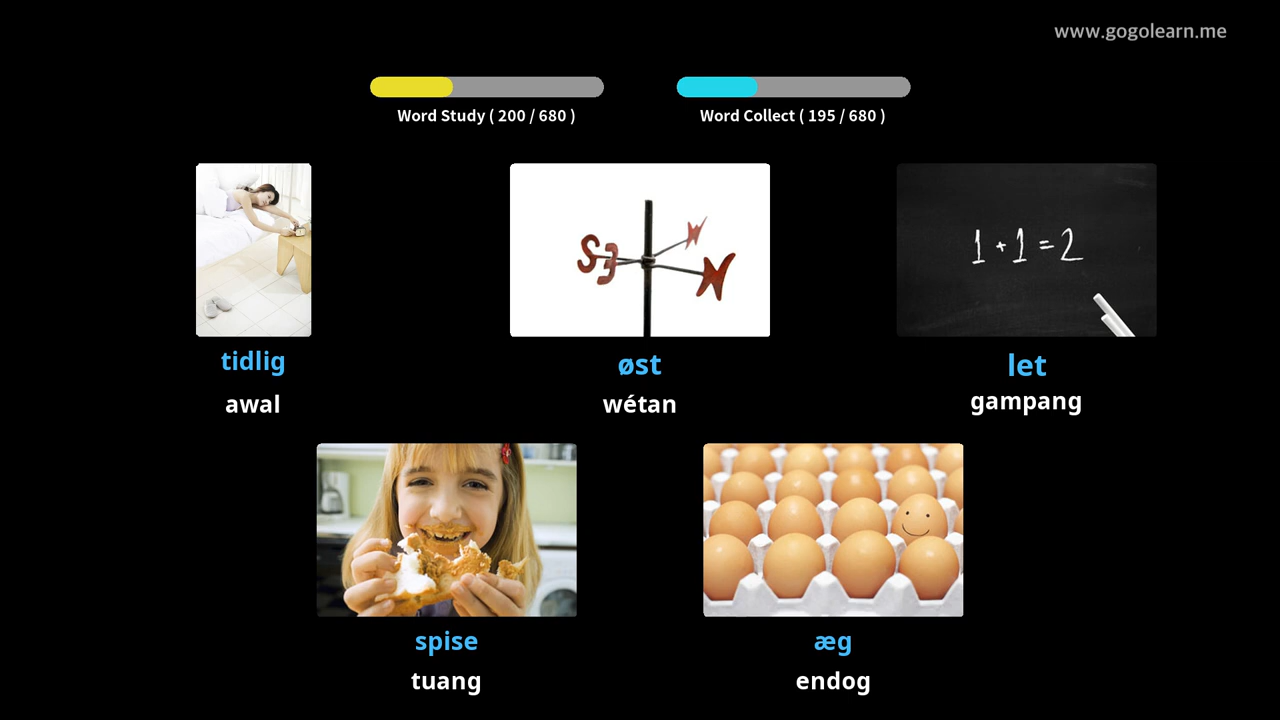 www.gogolearn.me
Word Study ( 200 / 680 )
Word Collect ( 195 / 680 )
S E N W
1 + 1 = 2
tidlig
øst
let
awal
wétan
gampang
spise
æg
tuang
endog